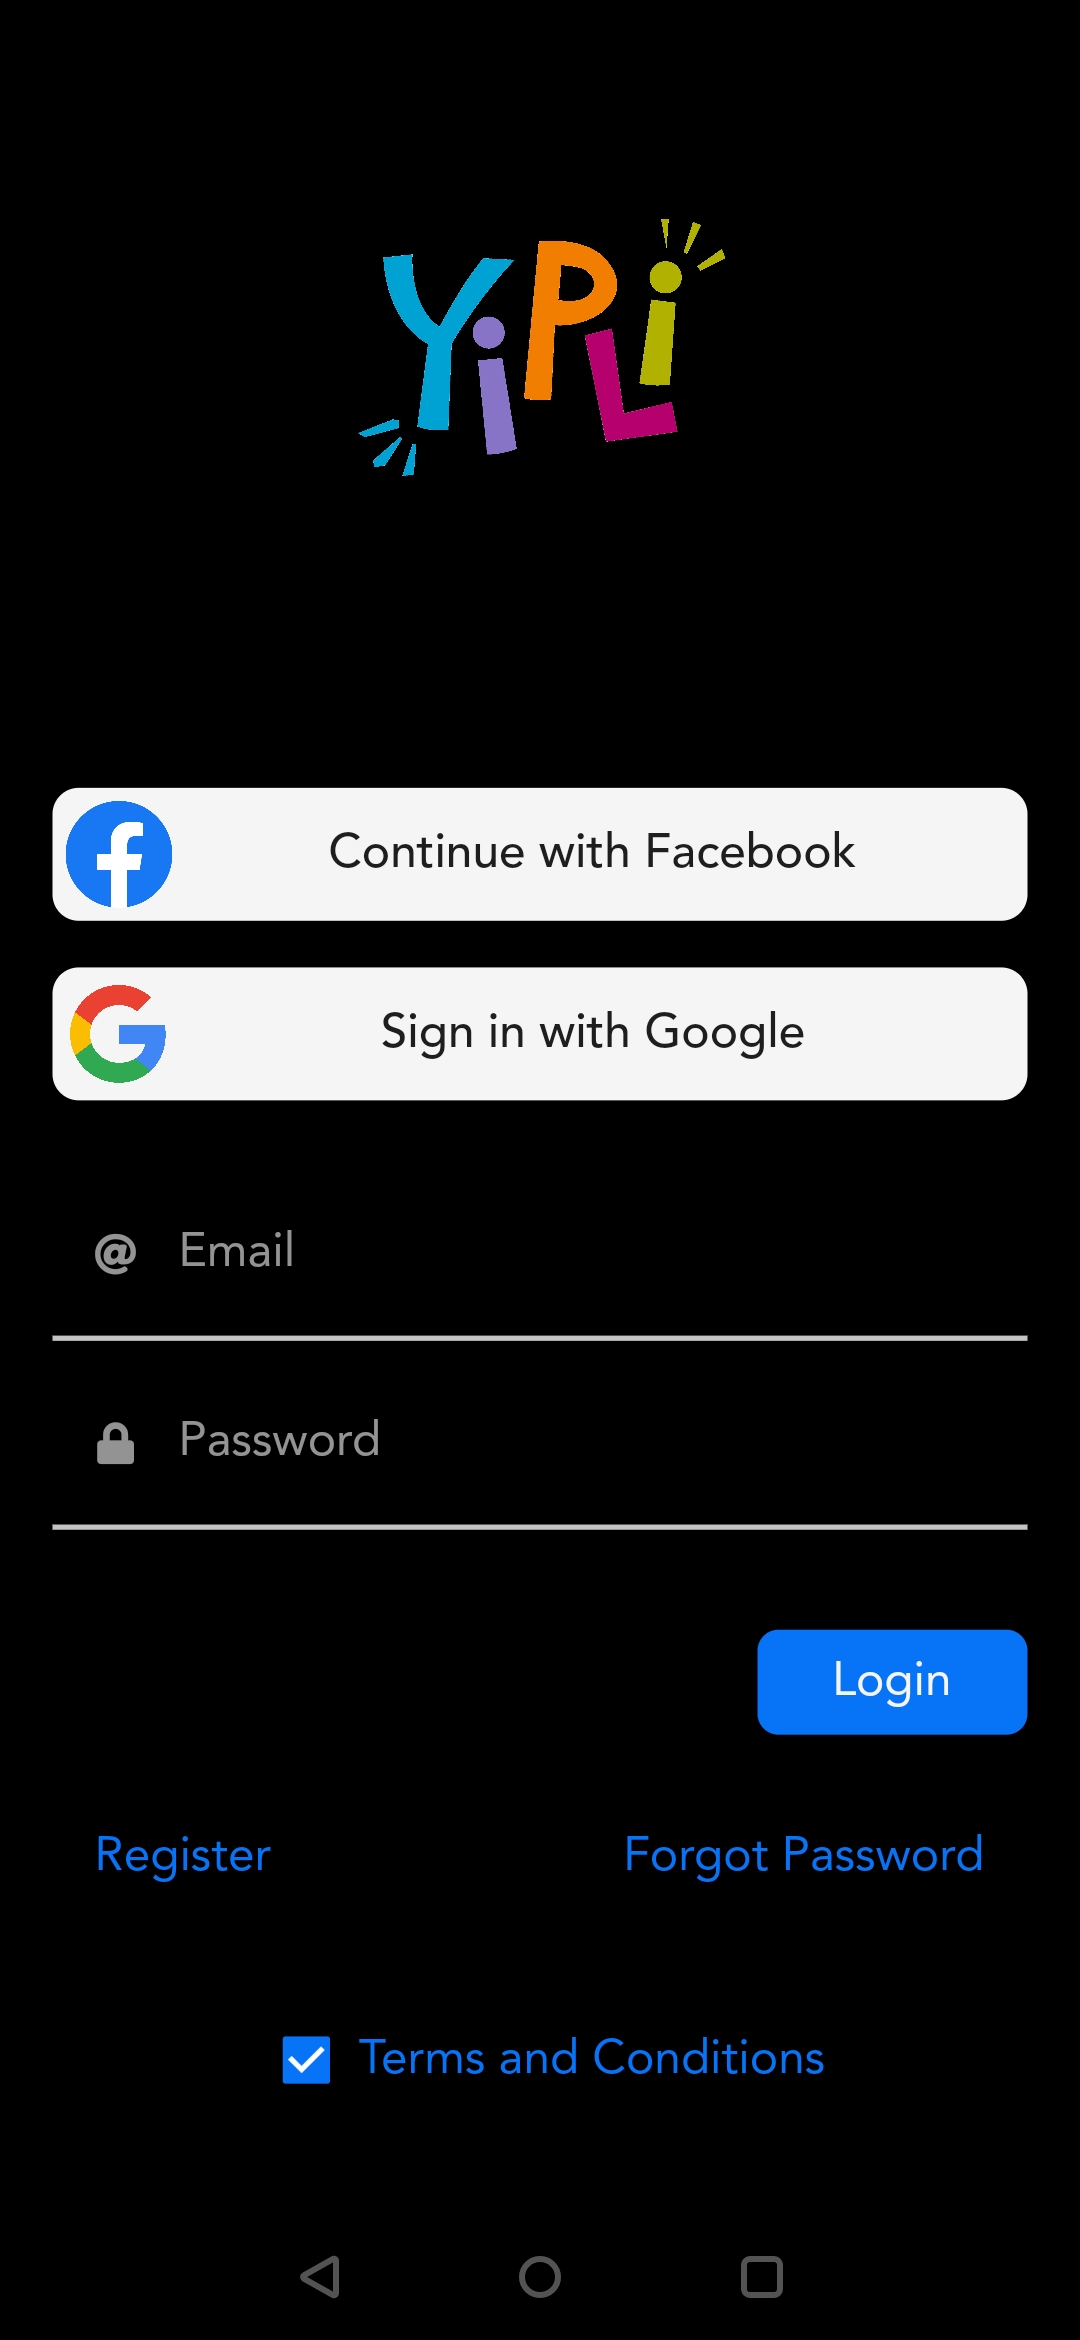 YiPLi
Continue with Facebook
Sign in with Google
@ Email
Password
Login
Register
Forgot Password
Terms and Conditions